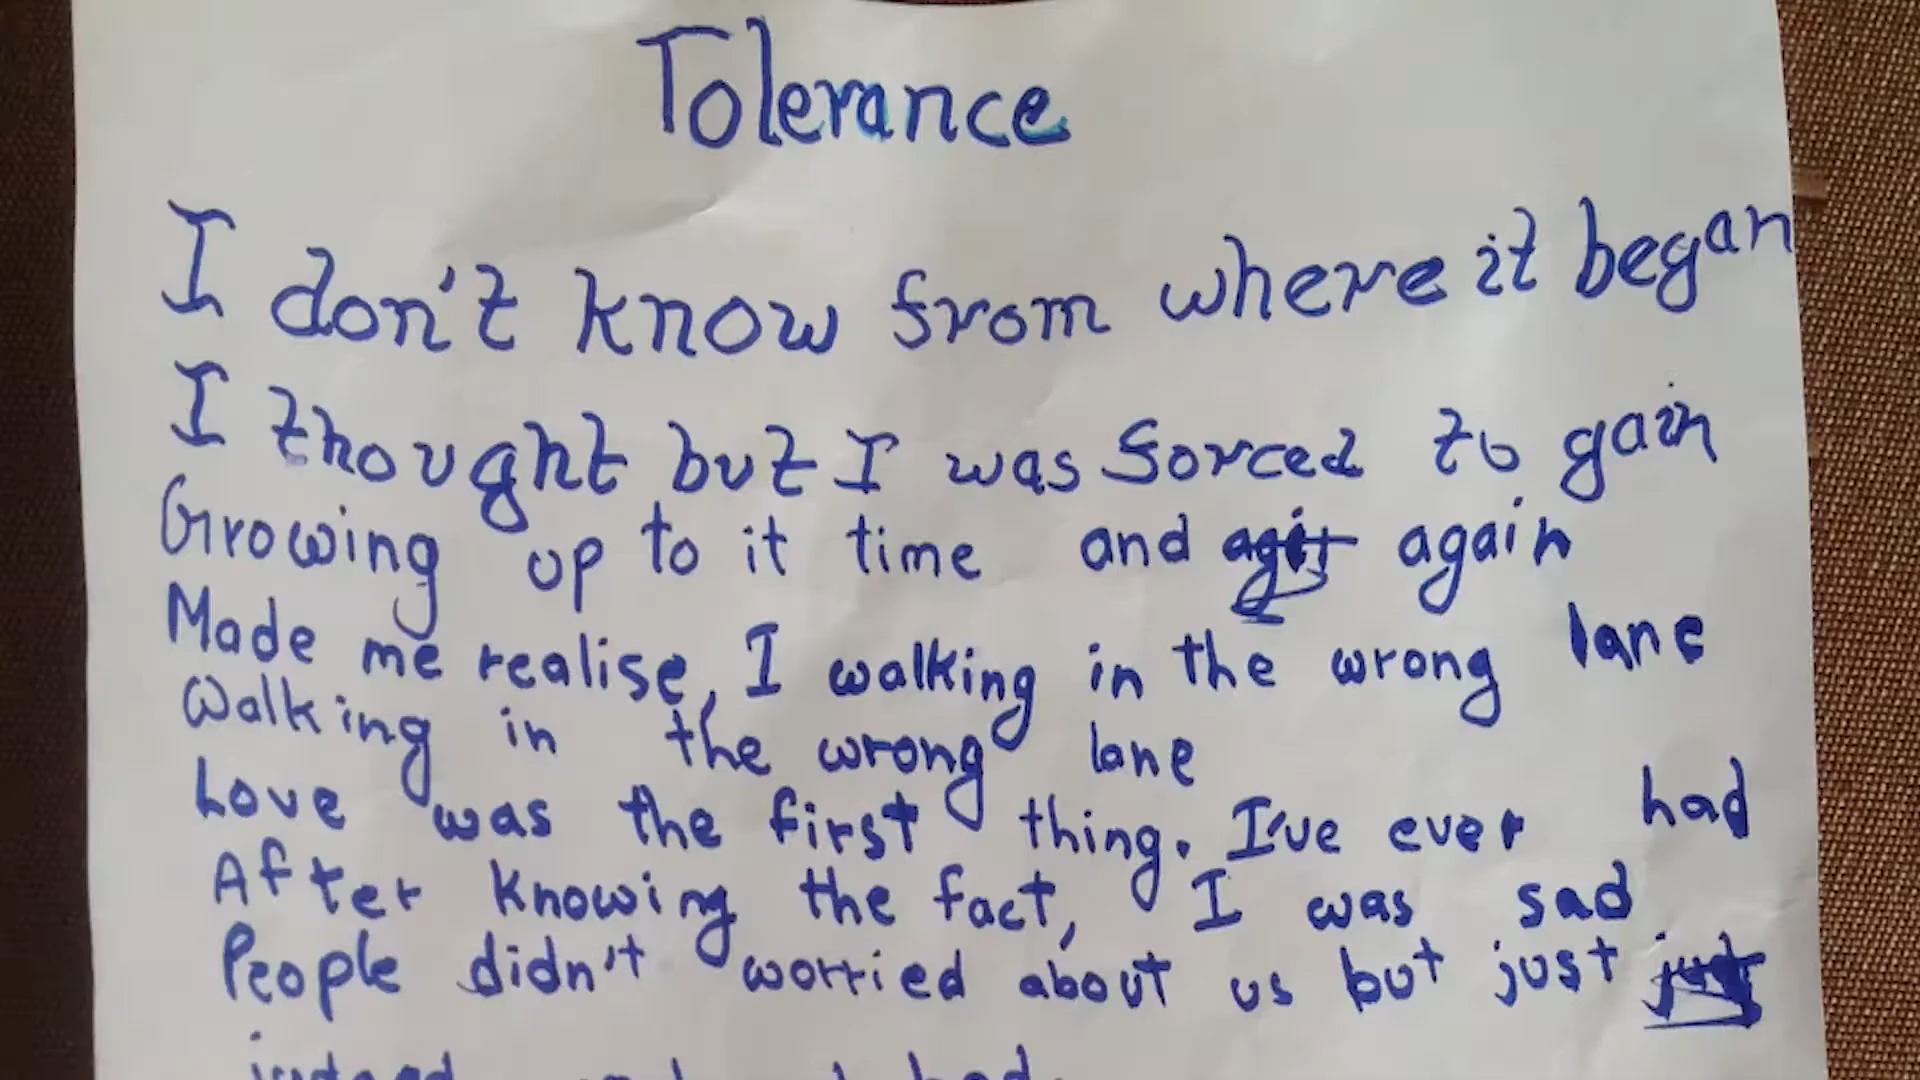 Tolerance
I don't know from where it began
I thought but I was forced to gain
Growing up to it time and again
Made me realise, I walking in the wrong lane
Walking in the wrong lane
Love was the first thing. I've ever had
After knowing the fact, I was sad
People didn't worried about us but just